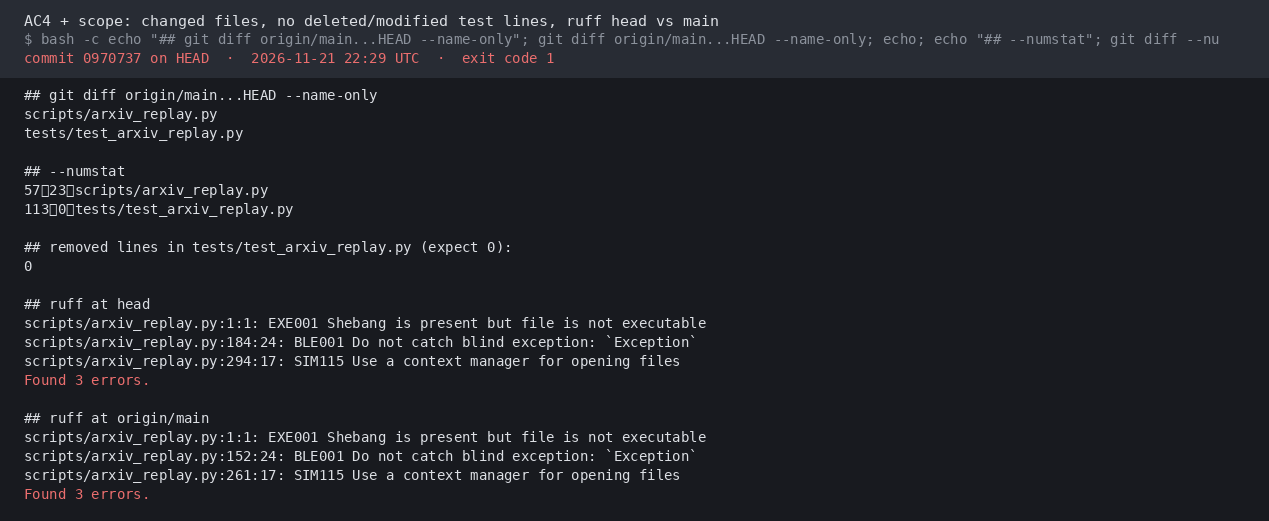 AC4 + scope: changed files, no deleted/modified test lines, ruff head vs main
$ bash -c echo "## git diff origin/main...HEAD --name-only"; git diff origin/main...HEAD --name-only; echo; echo "## --numstat"; git diff --nu
commit 0970737 on HEAD · 2026-11-21 22:29 UTC · exit code 1
## git diff origin/main...HEAD --name-only
scripts/arxiv_replay.py
tests/test_arxiv_replay.py
## --numstat
57□23□scripts/arxiv_replay.py
113□0□tests/test_arxiv_replay.py
## removed lines in tests/test_arxiv_replay.py (expect 0):
0
## ruff at head
scripts/arxiv_replay.py:1:1: EXE001 Shebang is present but file is not executable
scripts/arxiv_replay.py:184:24: BLE001 Do not catch blind exception: `Exception`
scripts/arxiv_replay.py:294:17: SIM115 Use a context manager for opening files
Found 3 errors.
## ruff at origin/main
scripts/arxiv_replay.py:1:1: EXE001 Shebang is present but file is not executable
scripts/arxiv_replay.py:152:24: BLE001 Do not catch blind exception: `Exception`
scripts/arxiv_replay.py:261:17: SIM115 Use a context manager for opening files
Found 3 errors.